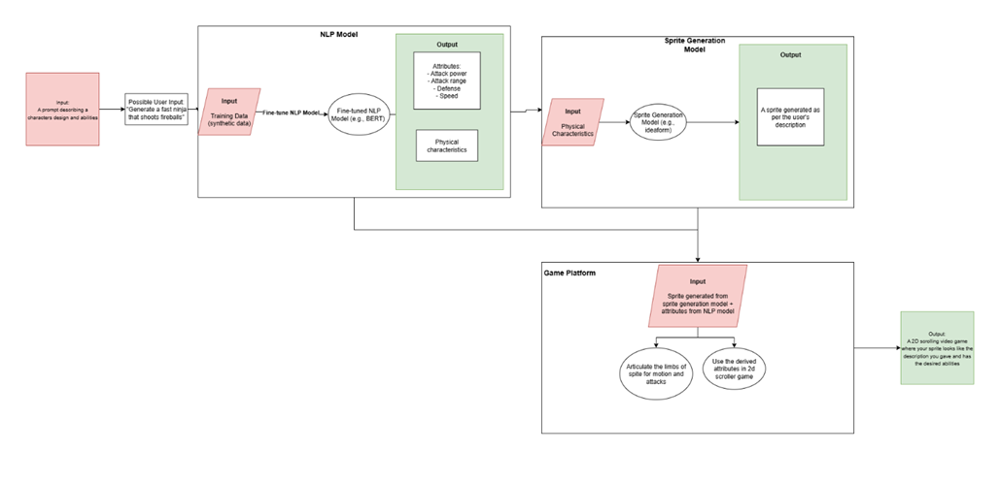 Input:
A prompt describing a
characters design and abilities
Possible User Input:
"Generate a fast ninja
that shoots fireballs"
NLP Model
Input
Training Data
(synthetic data)
Fine-tune NLP Model
Fine-tuned NLP
Model (e.g., BERT)
Output
Attributes:
- Attack power
- Attack range
- Defense
- Speed
Physical
characteristics
Sprite Generation
Model
Input
Physical
Characteristics
Sprite Generation
Model (e.g.,
ideaform)
Output
A sprite generated as
per the user's
description
Game Platform
Input
Sprite generated from
sprite generation model +
attributes from NLP model
Articulate the limbs of
spite for motion and
attacks
Use the derived
attributes in 2d
scroller game
Output:
A 2D scrolling video game
where your sprite looks like the
description you gave and has
the desired abilities